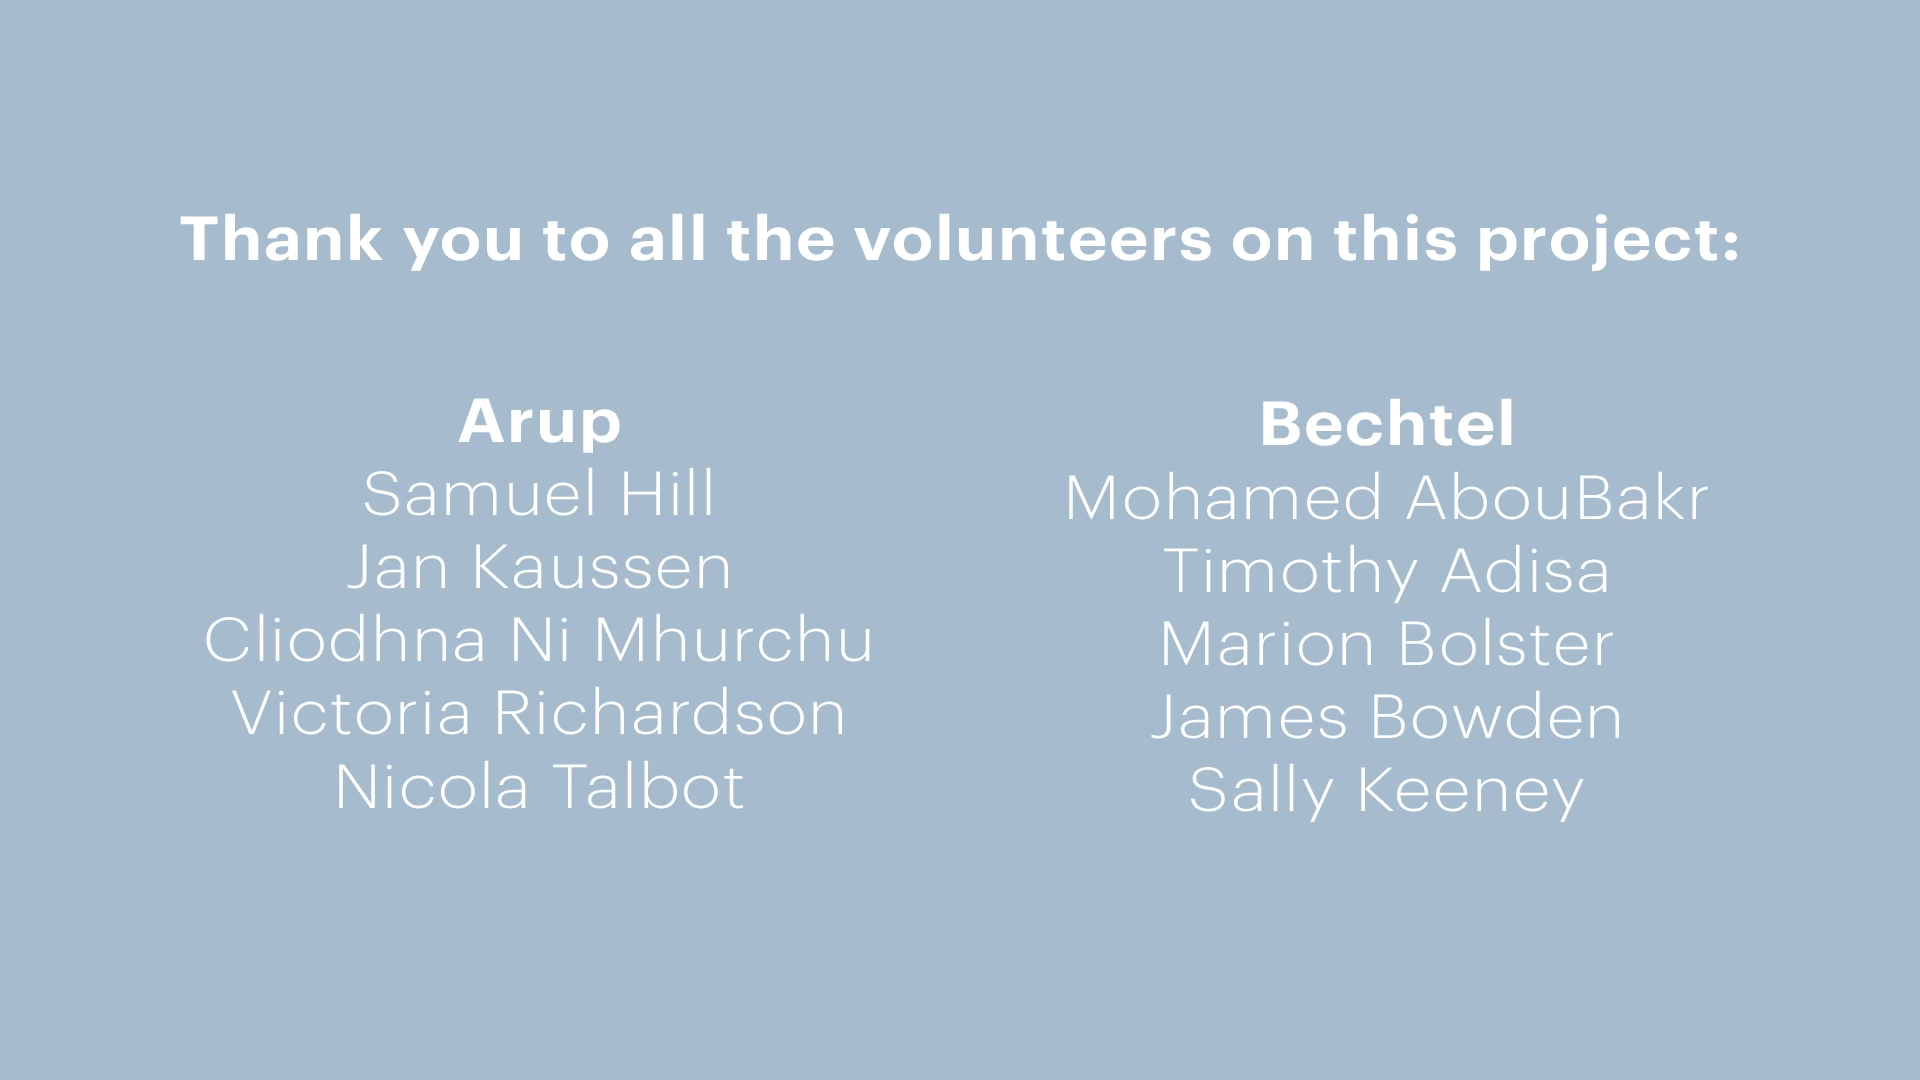 Thank you to all the volunteers on this project:
Arup
Samuel Hill
Jan Kaussen
Cliodhna Ni Mhurchu
Victoria Richardson
Nicola Talbot
Bechtel
Mohamed AbouBakr
Timothy Adisa
Marion Bolster
James Bowden
Sally Keeney